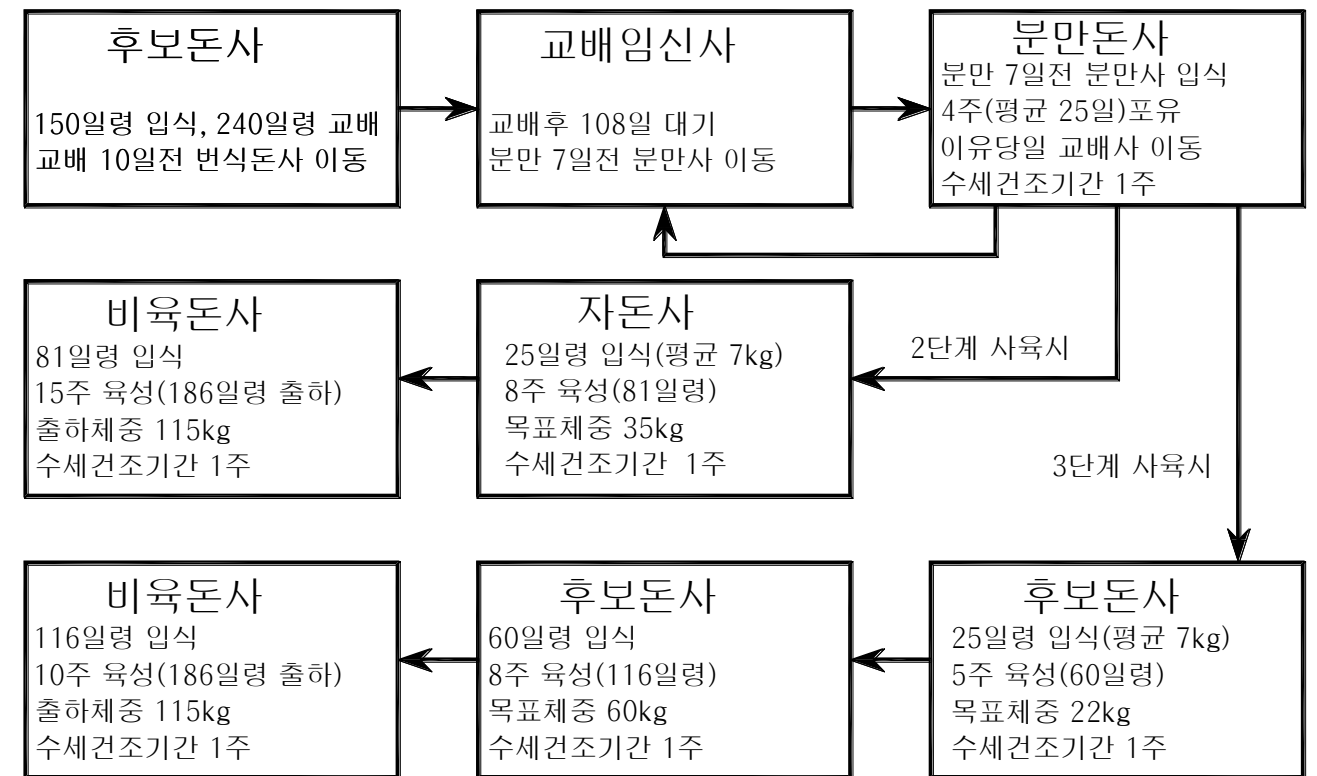 후보돈사
150일령 입식, 240일령 교배
교배 10일전 번식돈사 이동
교배임신사
교배후 108일 대기
분만 7일전 분만사 이동
분만돈사
분만 7일전 분만사 입식
4주(평균 25일)포유
이유당일 교배사 이동
수세건조기간 1주
비육돈사
81일령 입식
15주 육성(186일령 출하)
출하체중 115kg
수세건조기간 1주
자돈사
25일령 입식(평균 7kg)
8주 육성(81일령)
목표체중 35kg
수세건조기간 1주
2단계 사육시
3단계 사육시
비육돈사
116일령 입식
10주 육성(186일령 출하)
출하체중 115kg
수세건조기간 1주
후보돈사
60일령 입식
8주 육성(116일령)
목표체중 60kg
수세건조기간 1주
후보돈사
25일령 입식(평균 7kg)
5주 육성(60일령)
목표체중 22kg
수세건조기간 1주